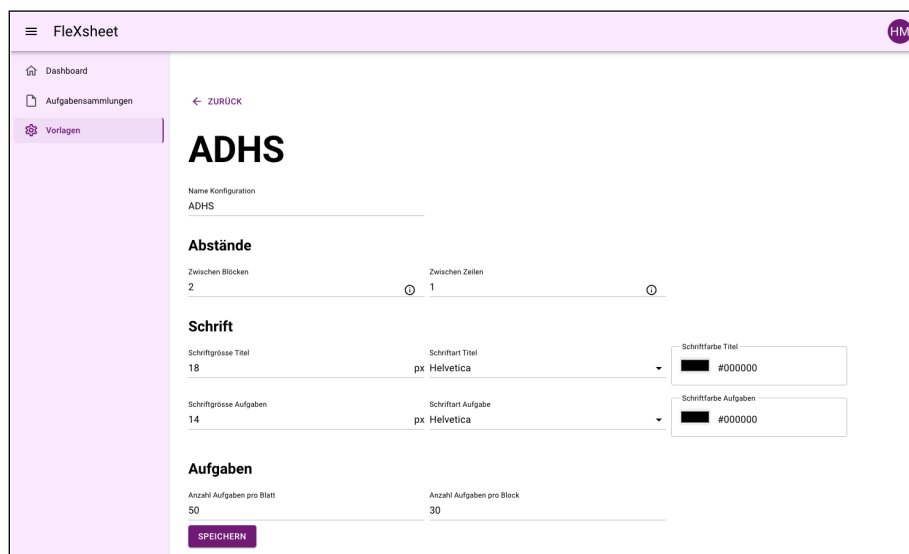 FleXsheet
HM
Dashboard
Aufgabensammlungen
Vorlagen
ZURÜCK
ADHS
Name Konfiguration
ADHS
Abstände
Zwischen Blöcken Zwischen Zeilen
2 1
Schrift
Schriftgrösse Titel Schriftart Titel Schriftfarbe Titel
18 px Helvetica #000000
Schriftgrösse Aufgaben Schriftart Aufgabe Schriftfarbe Aufgaben
14 px Helvetica #000000
Aufgaben
Anzahl Aufgaben pro Blatt Anzahl Aufgaben pro Block
50 30
SPEICHERN